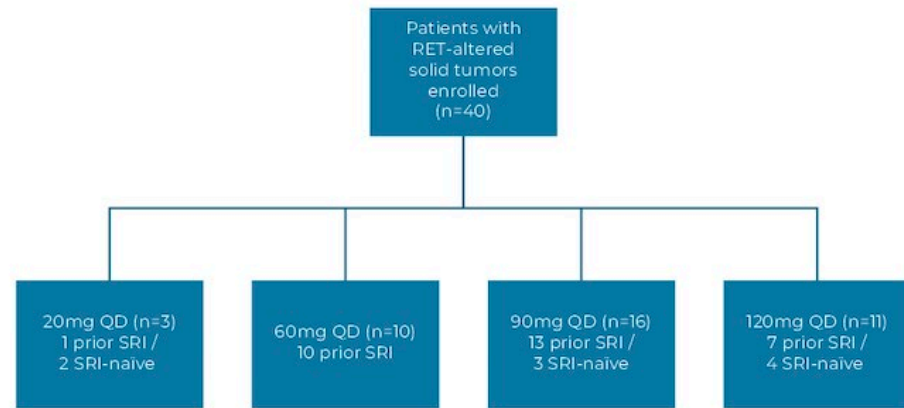 Patients with
RET-altered
solid tumors
enrolled
(n=40)
20mg QD (n=3)
1 prior SRI /
2 SRI-naïve
60mg QD (n=10)
10 prior SRI
90mg QD (n=16)
13 prior SRI /
3 SRI-naïve
120mg QD (n=11)
7 prior SRI /
4 SRI-naïve